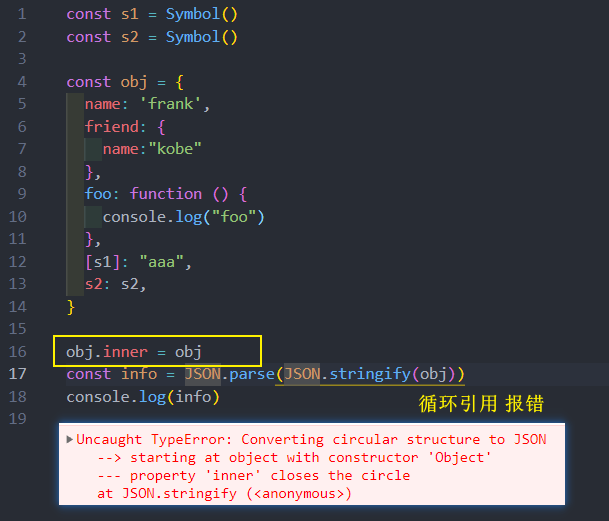 1 const s1 = Symbol()
2 const s2 = Symbol()
3
4 const obj = {
5 name: 'frank',
6 friend: {
7 name:"kobe"
8 },
9 foo: function () {
10 console.log("foo")
11 },
12 [s1]: "aaa",
13 s2: s2,
14 }
15
16 obj.inner = obj
17 const info = JSON.parse(JSON.stringify(obj))
18 console.log(info)
循环引用 报错
19
Uncaught TypeError: Converting circular structure to JSON
--> starting at object with constructor 'Object'
--- property 'inner' closes the circle
at JSON.stringify (<anonymous>)